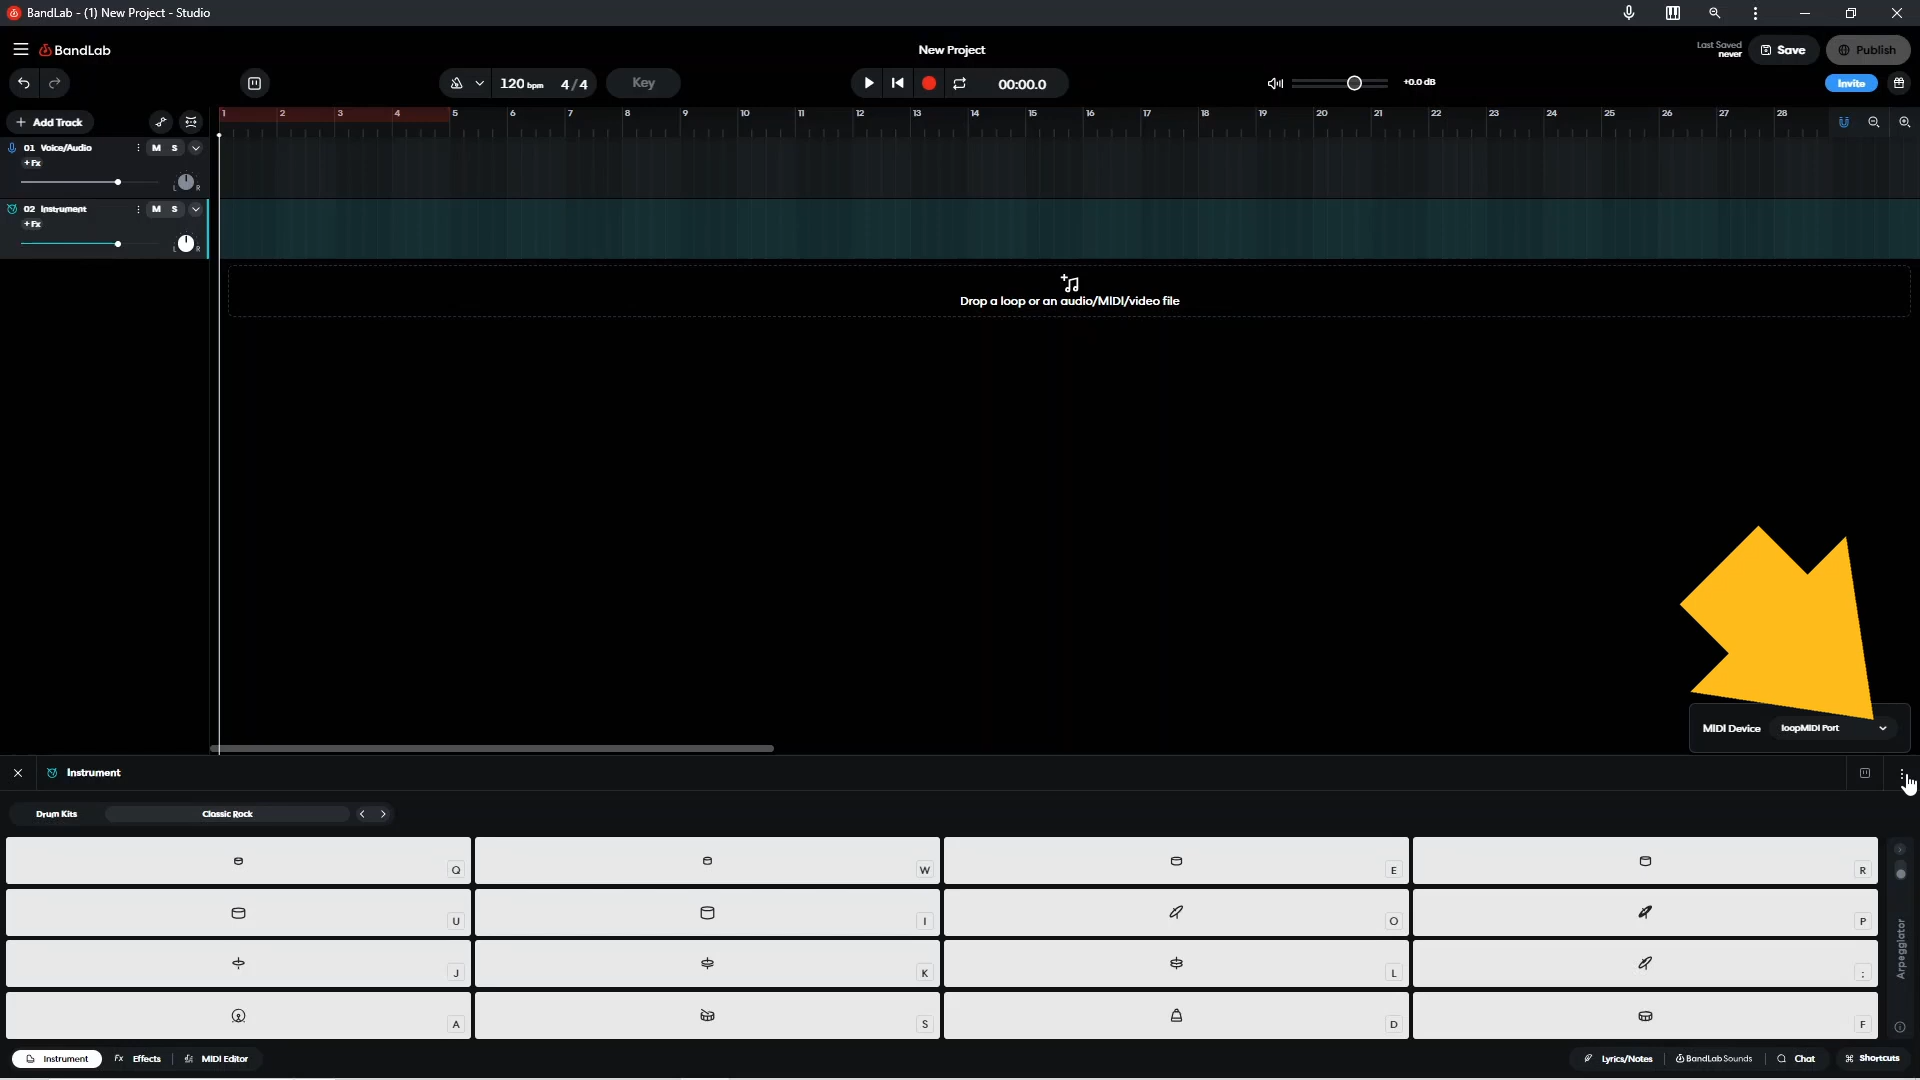 BandLab - (1) New Project - Studio
BandLab
New Project
Last Saved
never
Save
Publish
120 bpm
4/4
Key
00:00.0
+0.0 dB
Invite
+ Add Track
1 2 3 4 5 6 7 8 9 10 11 12 13 14 15 16 17 18 19 20 21 22 23 24 25 26 27 28
01 Voice/Audio
M S
+Fx
L R
02 Instrument
M S
+Fx
L R
Drop a loop or an audio/MIDI/video file
MIDI Device
loopMIDI Port
Instrument
Drum Kits
Classic Rock
Q W E R
U I O P
J K L ;
A S D F
Arpeggiator
Instrument
Fx Effects
MIDI Editor
Lyrics/Notes
BandLab Sounds
Chat
Shortcuts